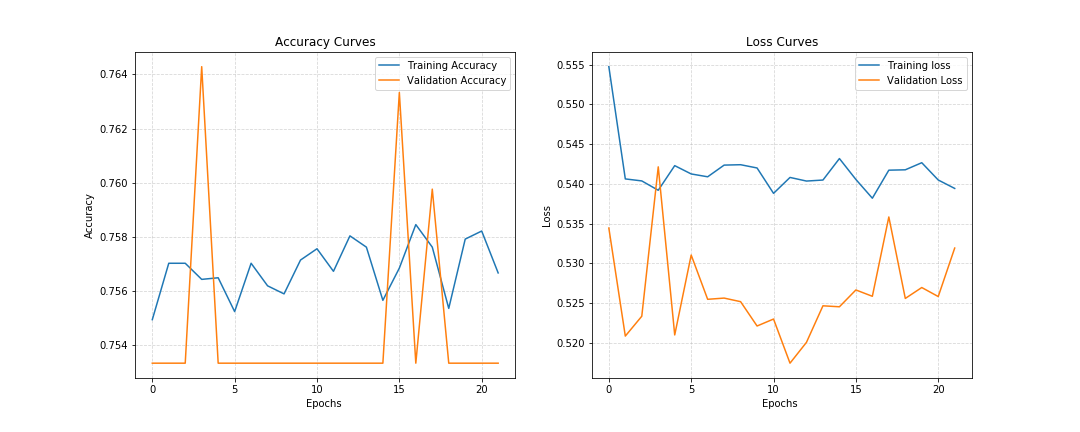 Accuracy Curves
Training Accuracy
Validation Accuracy
0.764
0.762
0.760
0.758
0.756
0.754
Accuracy
0
5
10
15
20
Epochs
Loss Curves
Training loss
Validation Loss
0.555
0.550
0.545
0.540
0.535
0.530
0.525
0.520
Loss
0
5
10
15
20
Epochs